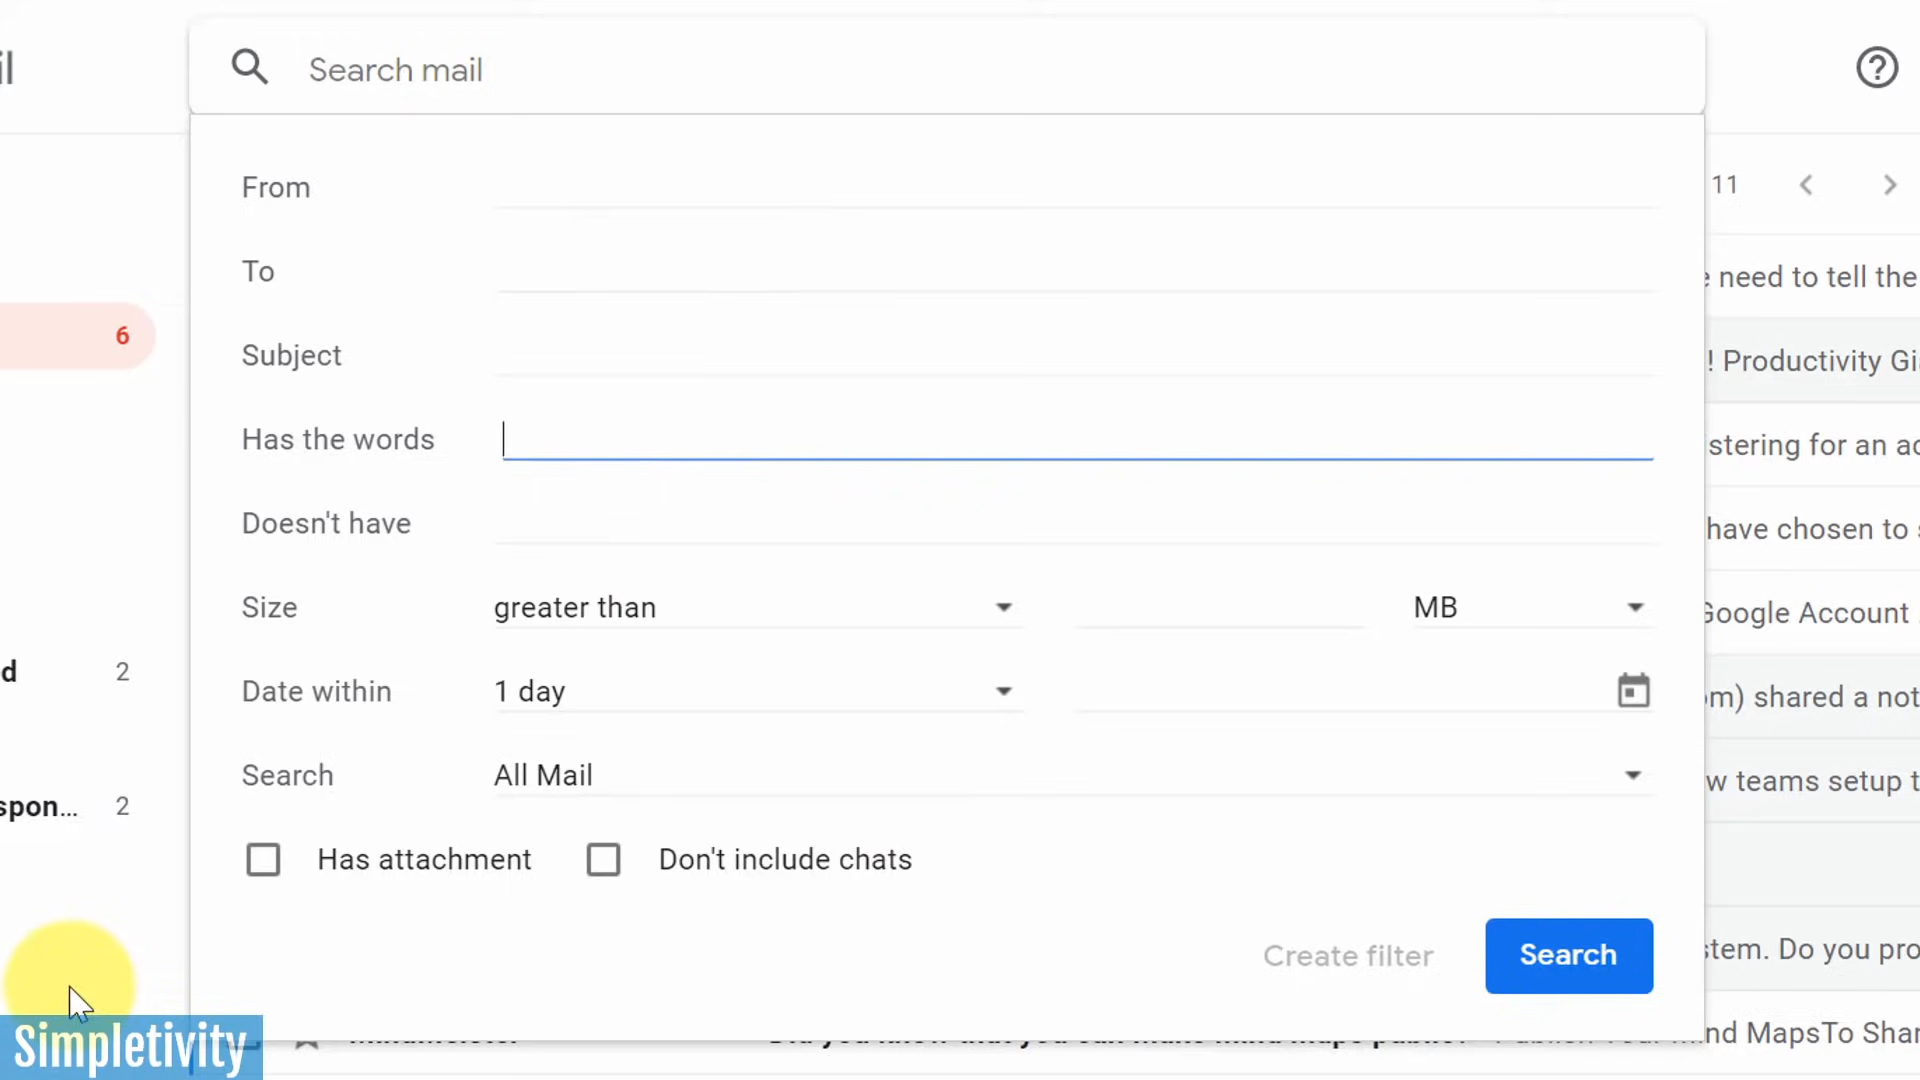 il
Search mail
From
11
To
need to tell the
6
Subject
! Productivity Gi
Has the words
stering for an ac
Doesn't have
have chosen to s
Size greater than MB
Google Account
d 2
Date within 1 day
om) shared a not
Search All Mail
w teams setup t
spon... 2
Has attachment Don't include chats
Create filter Search
stem. Do you pro
Simpletivity
nd MapsTo Shar